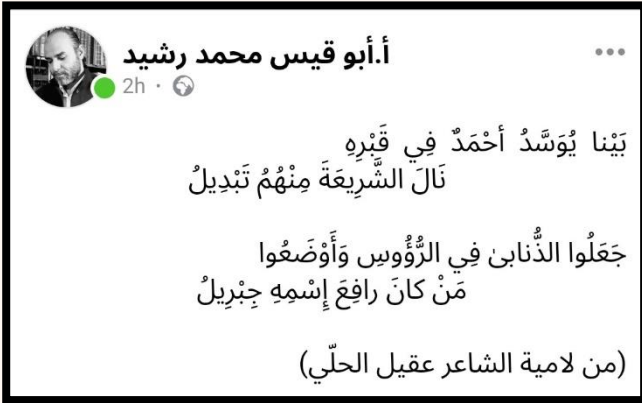 أ.أبو قيس محمد رشيد
2h ·
بَيْنا يُوَسَّدُ أحْمَدٌ فِي قَبْرِهِ
نَالَ الشَّرِيعَةَ مِنْهُمُ تَبْدِيلُ
جَعَلُوا الذُّنابىٰ فِي الرُّؤُوسِ وَأَوْضَعُوا
مَنْ كانَ رافِعَ إِسْمِهِ جِبْرِيلُ
(من لامية الشاعر عقيل الحلّي)